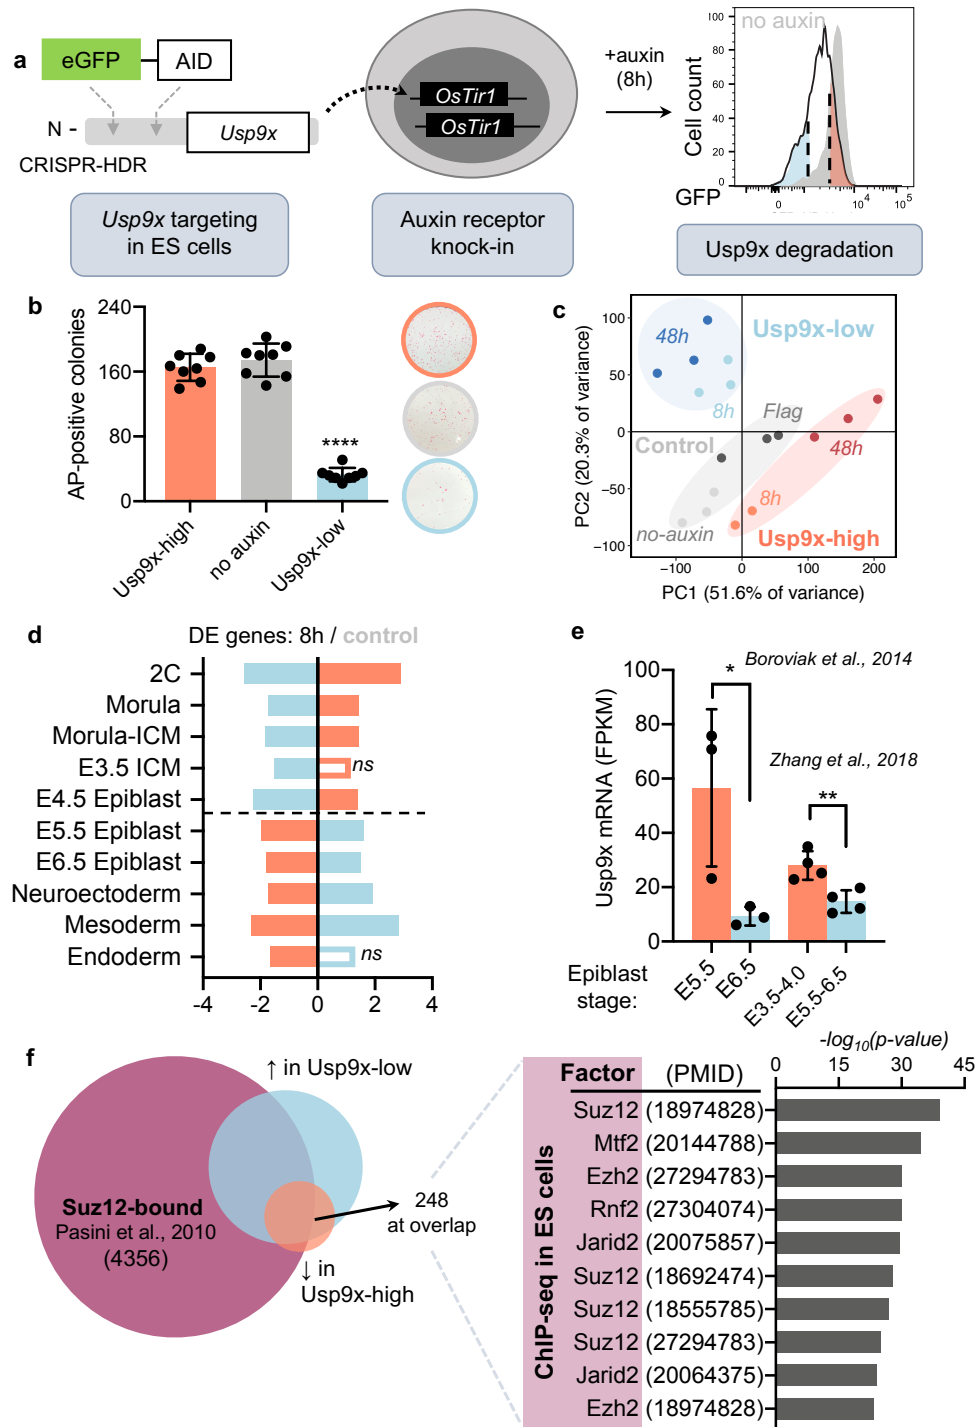 a
eGFP
AID
N -
Usp9x
CRISPR-HDR
Usp9x targeting
in ES cells
OsTir1
OsTir1
Auxin receptor
knock-in
+auxin
(8h)
no auxin
Cell count
100
80
60
40
20
0
0
10⁴
10⁵
GFP
Usp9x degradation
b
AP-positive colonies
240
160
80
0
****
Usp9x-high
no auxin
Usp9x-low
c
PC2 (20.3% of variance)
100
50
0
−50
−100
48h
Usp9x-low
8h
Flag
Control
48h
8h
no-auxin
Usp9x-high
−100
0
100
200
PC1 (51.6% of variance)
d
DE genes: 8h / control
2C
Morula
Morula-ICM
E3.5 ICM
ns
E4.5 Epiblast
E5.5 Epiblast
E6.5 Epiblast
Neuroectoderm
Mesoderm
Endoderm
ns
-4
-2
0
2
4
e
Usp9x mRNA (FPKM)
100
80
60
40
20
0
*
Boroviak et al., 2014
Zhang et al., 2018
**
Epiblast
stage:
E5.5
E6.5
E3.5-4.0
E5.5-6.5
f
↑ in Usp9x-low
Suz12-bound
Pasini et al., 2010
(4356)
248
at overlap
↓ in
Usp9x-high
-log10(p-value)
0
15
30
45
Factor (PMID)
ChIP-seq in ES cells
Suz12 (18974828)
Mtf2 (20144788)
Ezh2 (27294783)
Rnf2 (27304074)
Jarid2 (20075857)
Suz12 (18692474)
Suz12 (18555785)
Suz12 (27294783)
Jarid2 (20064375)
Ezh2 (18974828)